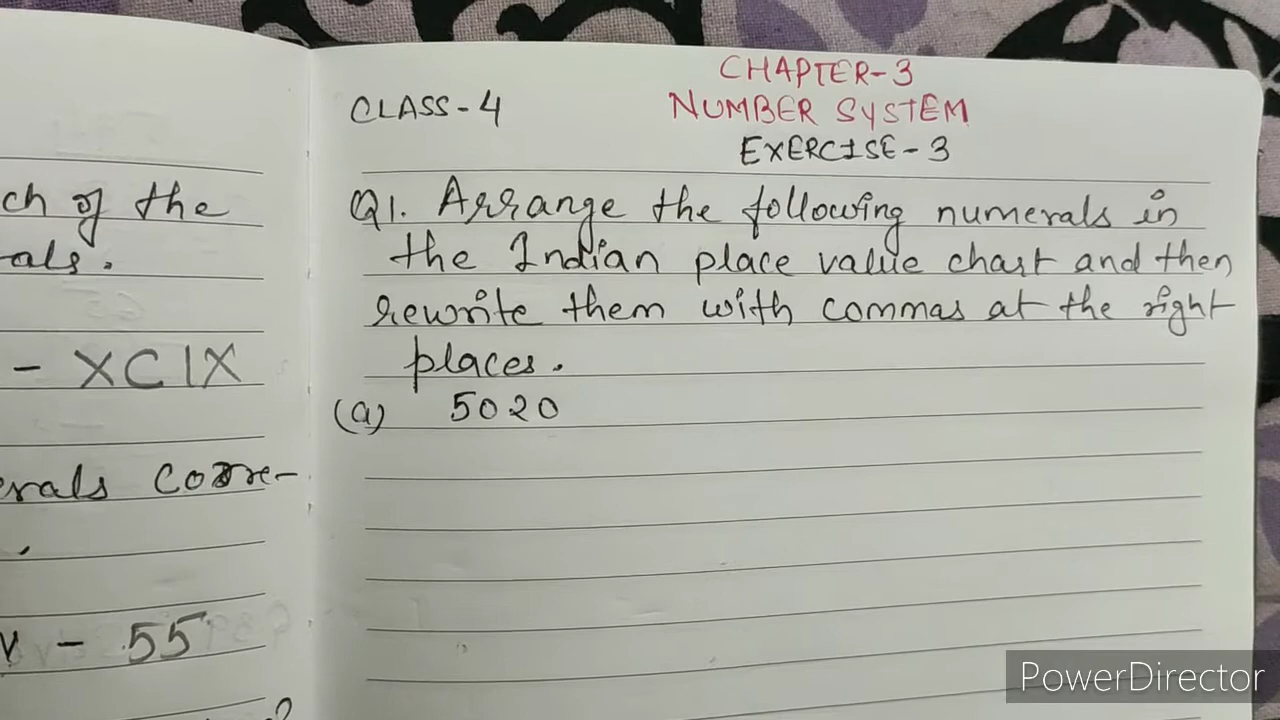 ch of the
als.
- XCIX
erals corre-
V - 55
CHAPTER-3
CLASS-4
NUMBER SYSTEM
EXERCISE-3
Q1. Arrange the following numerals in
the Indian place value chart and then
rewrite them with commas at the right
places.
(a) 5020
PowerDirector